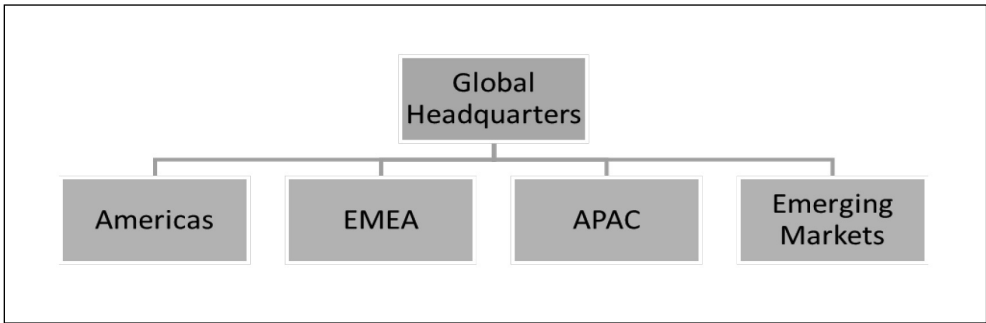 Global
Headquarters
Americas
EMEA
APAC
Emerging
Markets